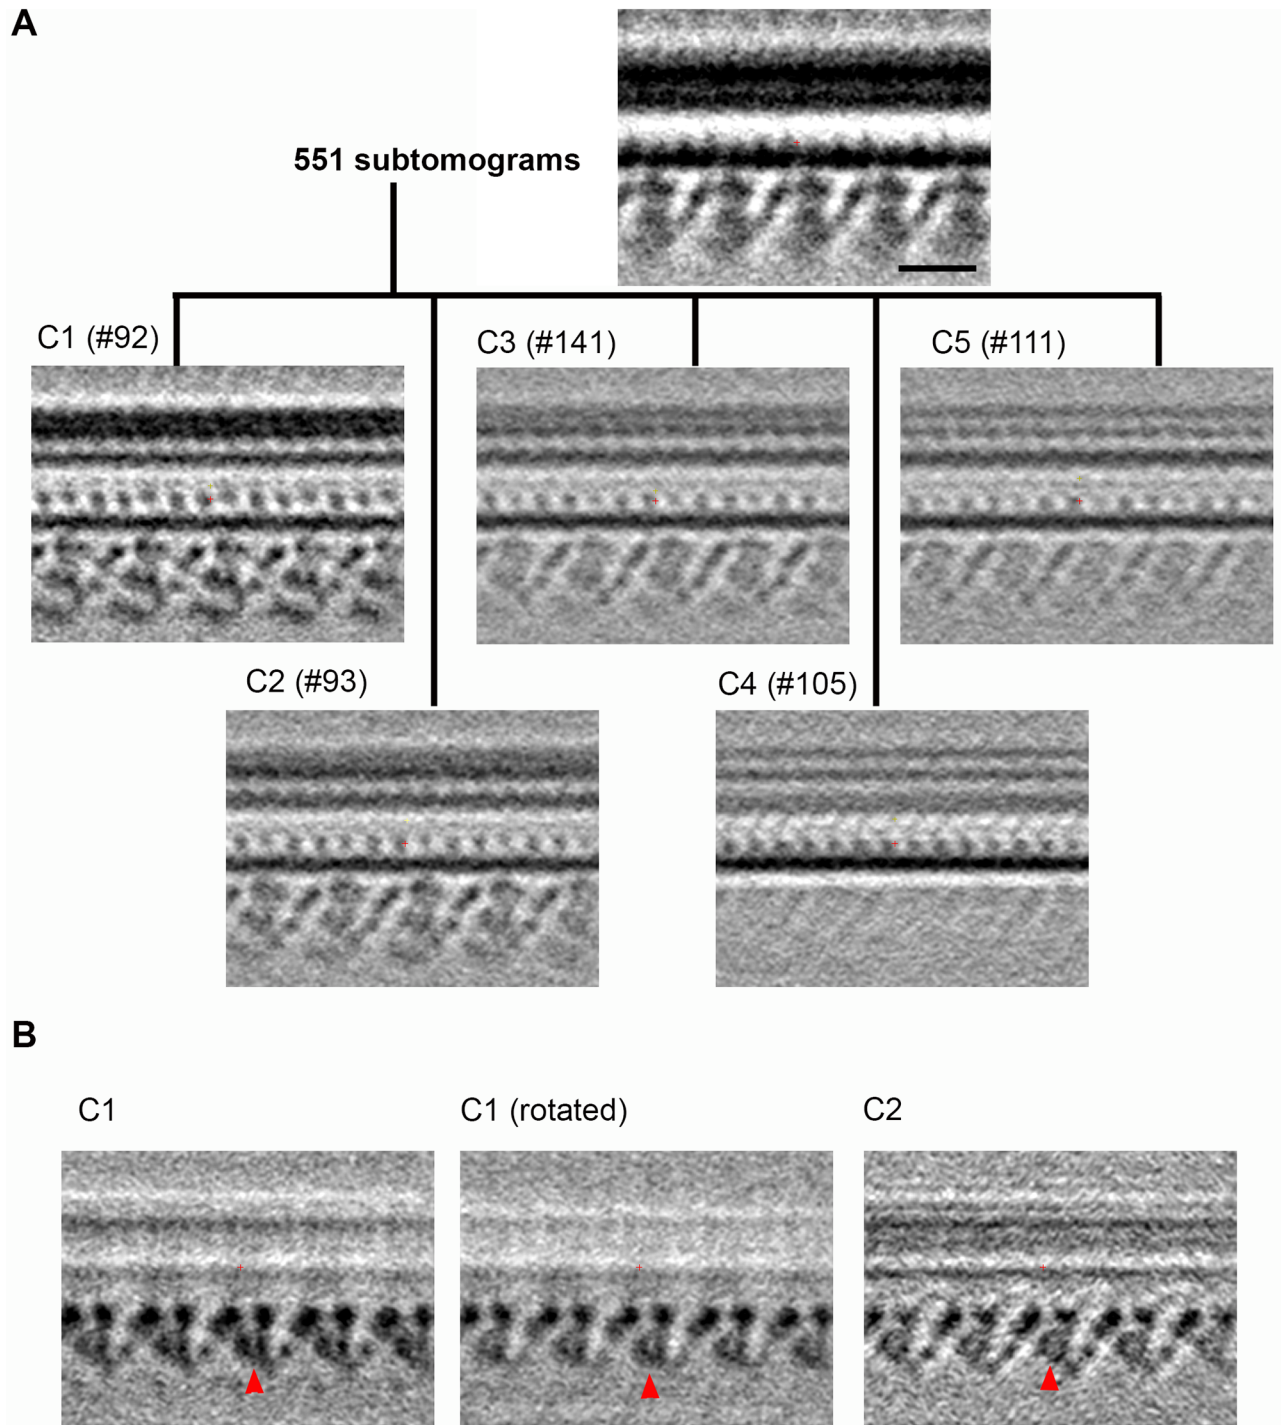 A
551 subtomograms
C1 (#92)
C3 (#141)
C5 (#111)
C2 (#93)
C4 (#105)
B
C1
C1 (rotated)
C2